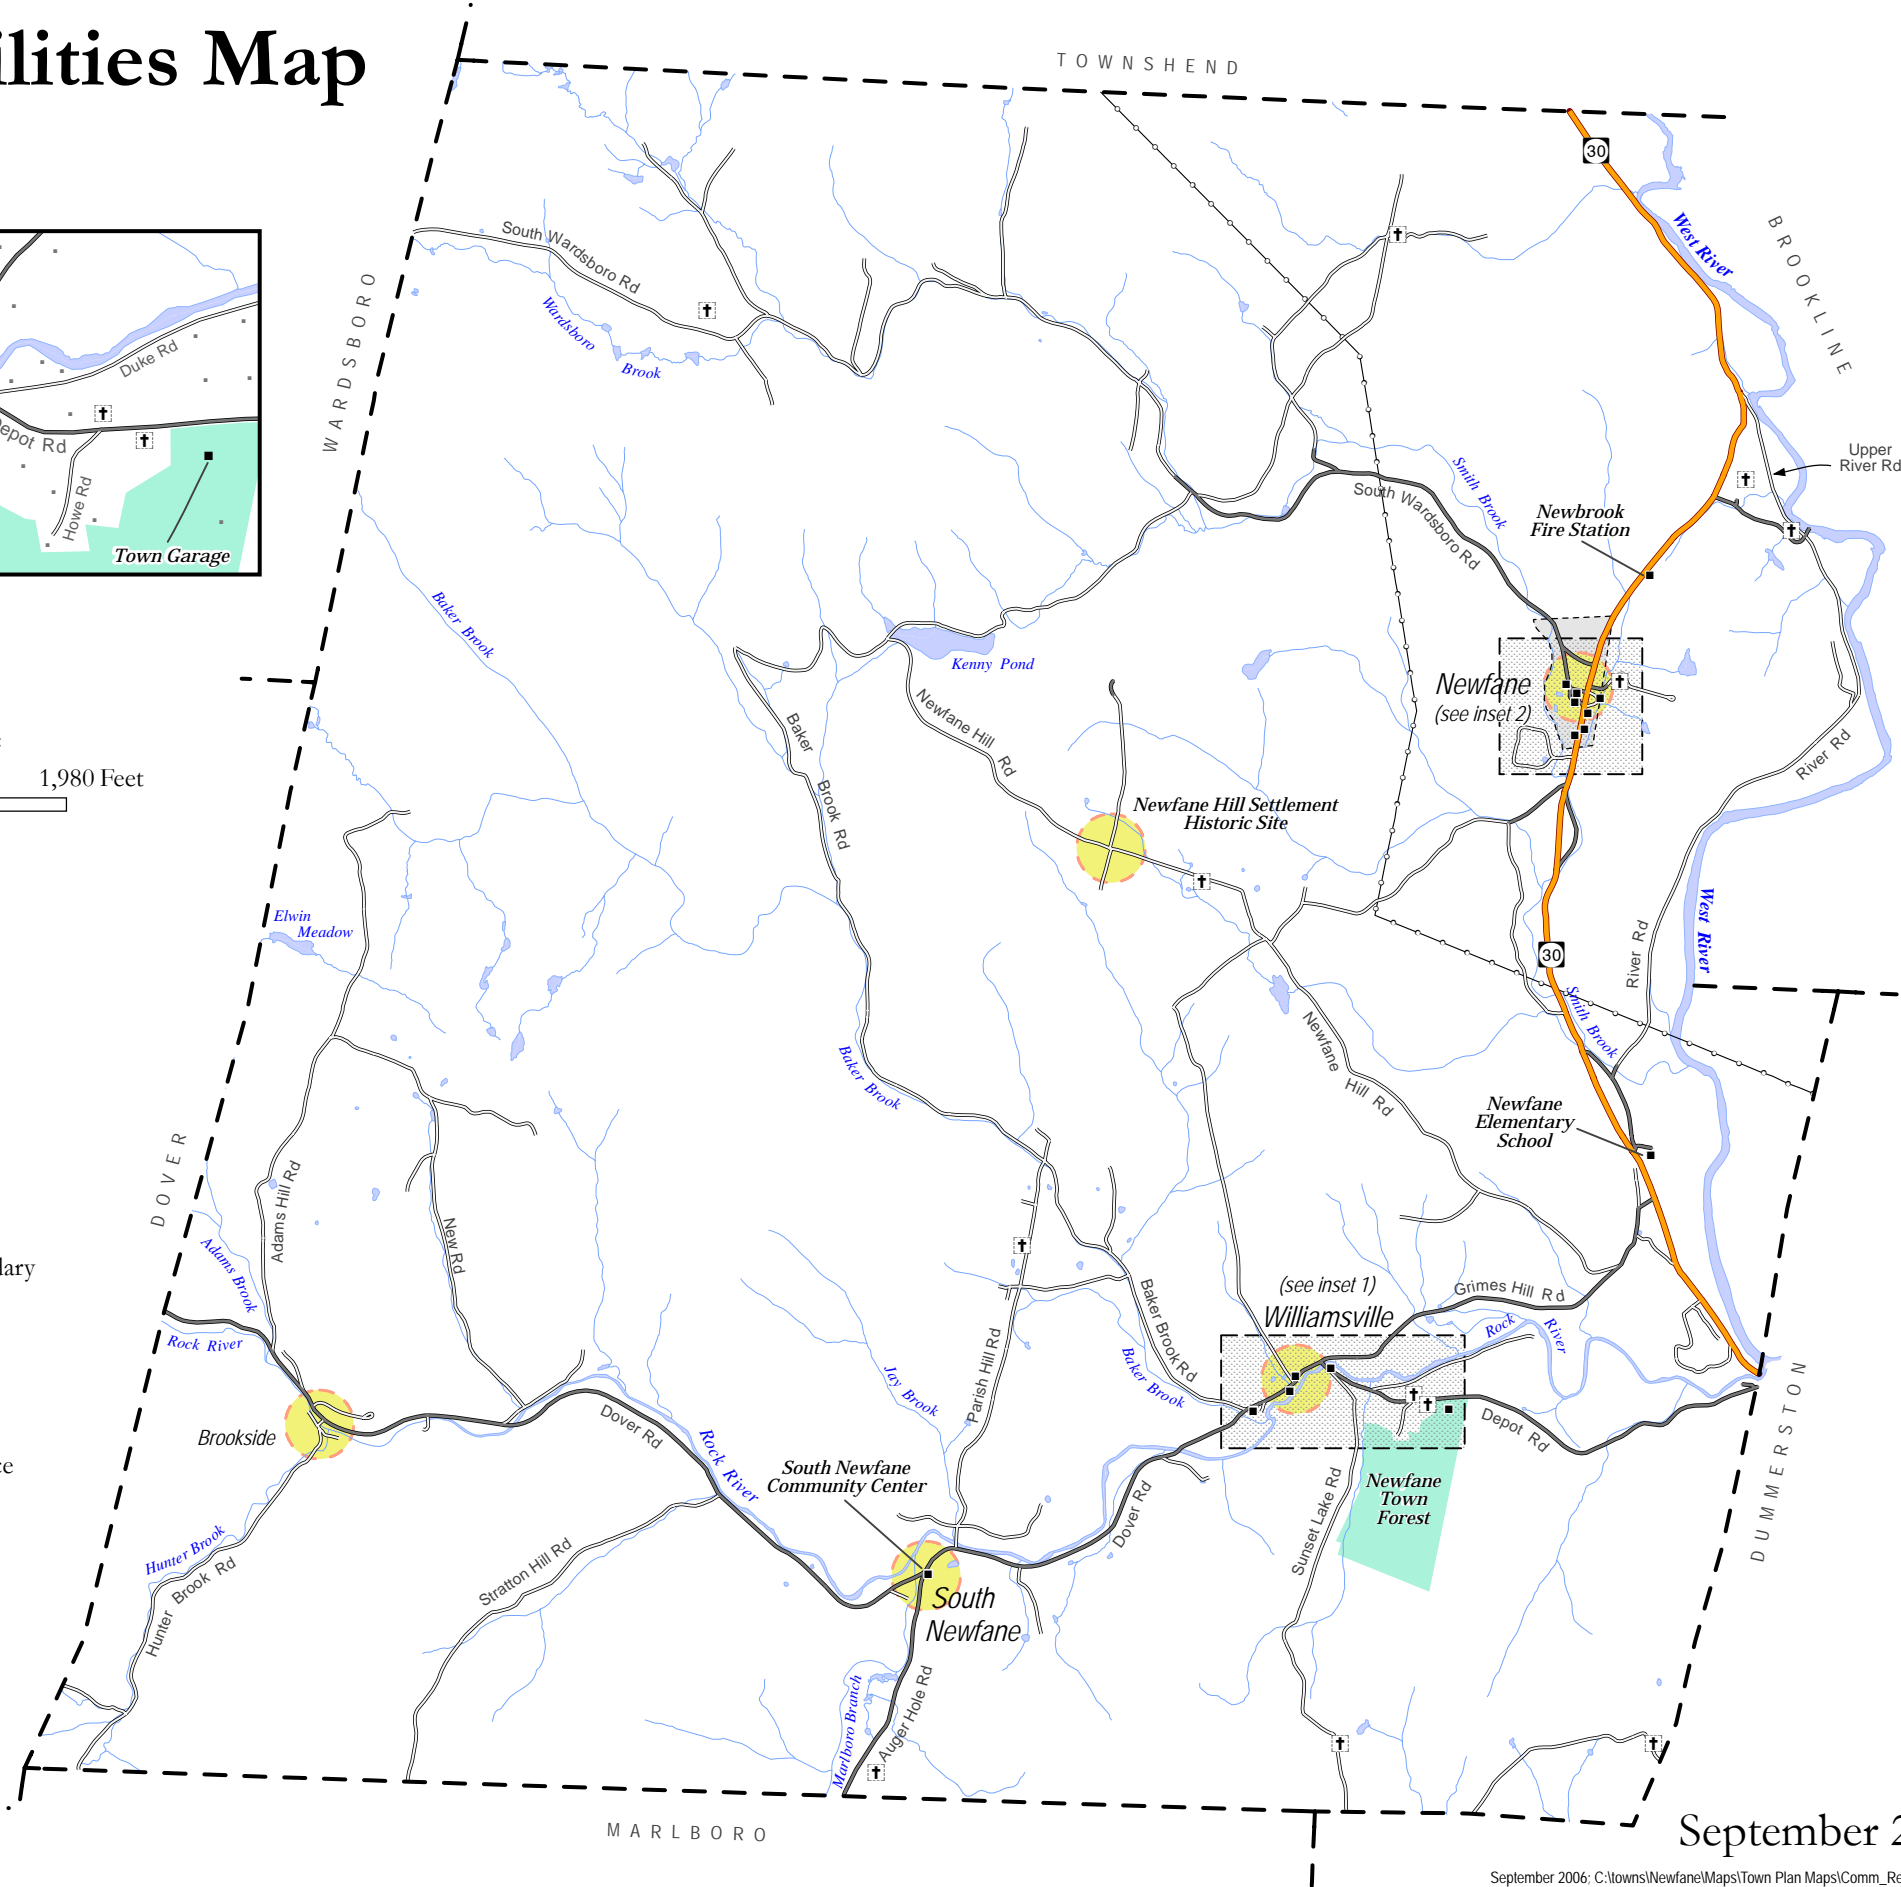 ilities Map
TOWNSHEND
30
West River
BROOKLINE
South Wardsboro Rd
WARDSBORO
Wardsboro
Brook
Duke Rd
epot Rd
Howe Rd
Town Garage
Upper
River Rd
Smith Brook
South Wardsboro Rd
Newbrook
Fire Station
Baker Brook
Kenny Pond
Newfane
(see inset 2)
Newfane Hill
Rd
Baker
Brook Rd
River Rd
1,980 Feet
Newfane Hill Settlement
Historic Site
Elwin
Meadow
West River
River Rd
30
Smith Brook
Newfane
Hill Rd
Baker Brook
Newfane
Elementary
School
DOVER
Adams Hill Rd
New Rd
Adams Brook
dary
Rock River
(see inset 1)
Williamsville
Grimes Hill Rd
Rock
River
Baker Brook Rd
Baker Brook
Parish Hill Rd
Jay Brook
DUMMERSTON
Brookside
Dover Rd
Rock River
Depot Rd
ce
South Newfane
Community Center
Newfane
Town
Forest
Dover Rd
Sunset Lake Rd
Hunter Brook
Hunter
Brook Rd
Stratton Hill Rd
South
Newfane
Marlboro Branch
Auger Hole Rd
MARLBORO
September 2
September 2006; C:\towns\Newfane\Maps\Town Plan Maps\Comm_Re